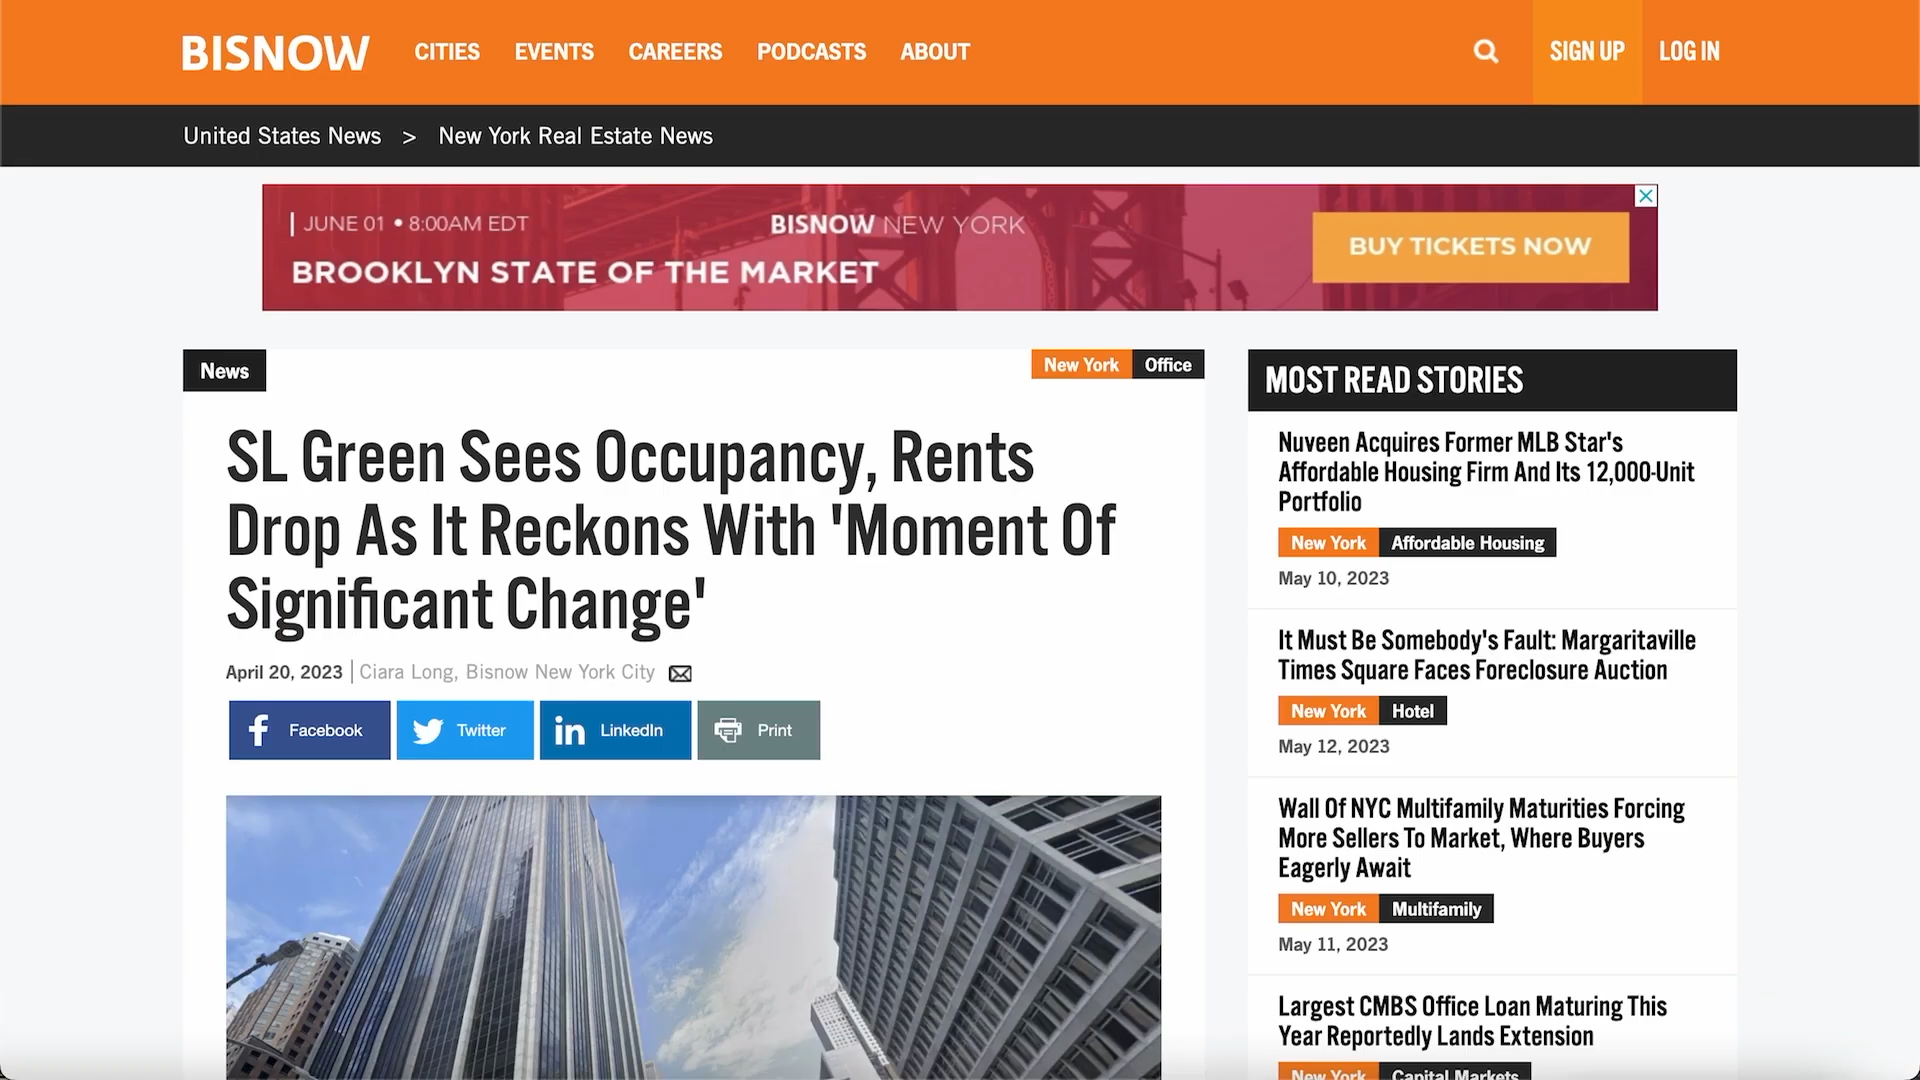 BISNOW CITIES EVENTS CAREERS PODCASTS ABOUT SIGN UP LOG IN
United States News > New York Real Estate News
JUNE 01 • 8:00AM EDT
BISNOW NEW YORK
BROOKLYN STATE OF THE MARKET
BUY TICKETS NOW
News
New York Office
SL Green Sees Occupancy, Rents
Drop As It Reckons With 'Moment Of
Significant Change'
April 20, 2023 | Ciara Long, Bisnow New York City
Facebook
Twitter
LinkedIn
Print
MOST READ STORIES
Nuveen Acquires Former MLB Star's
Affordable Housing Firm And Its 12,000-Unit
Portfolio
New York Affordable Housing
May 10, 2023
It Must Be Somebody's Fault: Margaritaville
Times Square Faces Foreclosure Auction
New York Hotel
May 12, 2023
Wall Of NYC Multifamily Maturities Forcing
More Sellers To Market, Where Buyers
Eagerly Await
New York Multifamily
May 11, 2023
Largest CMBS Office Loan Maturing This
Year Reportedly Lands Extension
New York Capital Markets